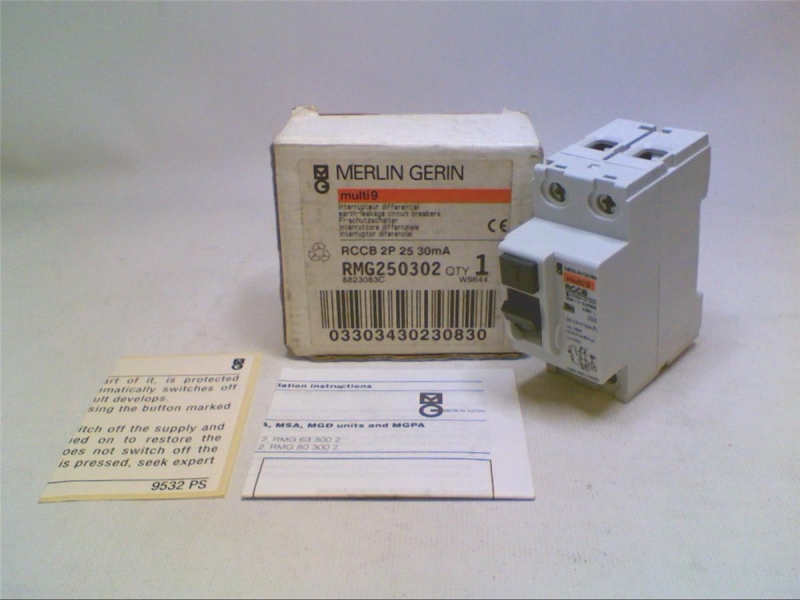 MERLIN GERIN
multi9
interrupteur différentiel
earth-leakage circuit breakers
FI-schutzschalter
interruttore differenziale
interruptor diferencial
CE
RCCB 2P 25 30mA
RMG250302 QTY 1
8823083C W9644
03303430230830
MERLIN GERIN
multi 9
RCCB
art of it, is protected
omatically switches off
ult develops.
sing the button marked
itch off the supply and
ned on to restore the
oes not switch off the
is pressed, seek expert
9532 PS
llation instructions
MERLIN GERIN
A, MSA, MGD units and MGPA
2. RMG 63 300 2
2. RMG 80 300 2